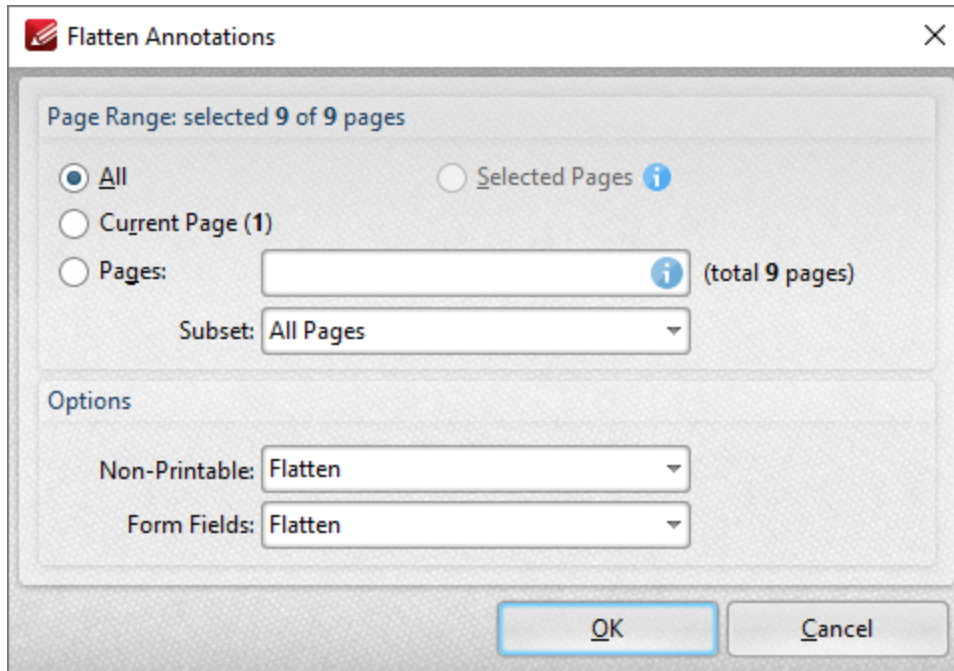 Flatten Annotations
Page Range: selected 9 of 9 pages
All
Selected Pages
Current Page (1)
Pages:
(total 9 pages)
Subset: All Pages
Options
Non-Printable: Flatten
Form Fields: Flatten
OK
Cancel